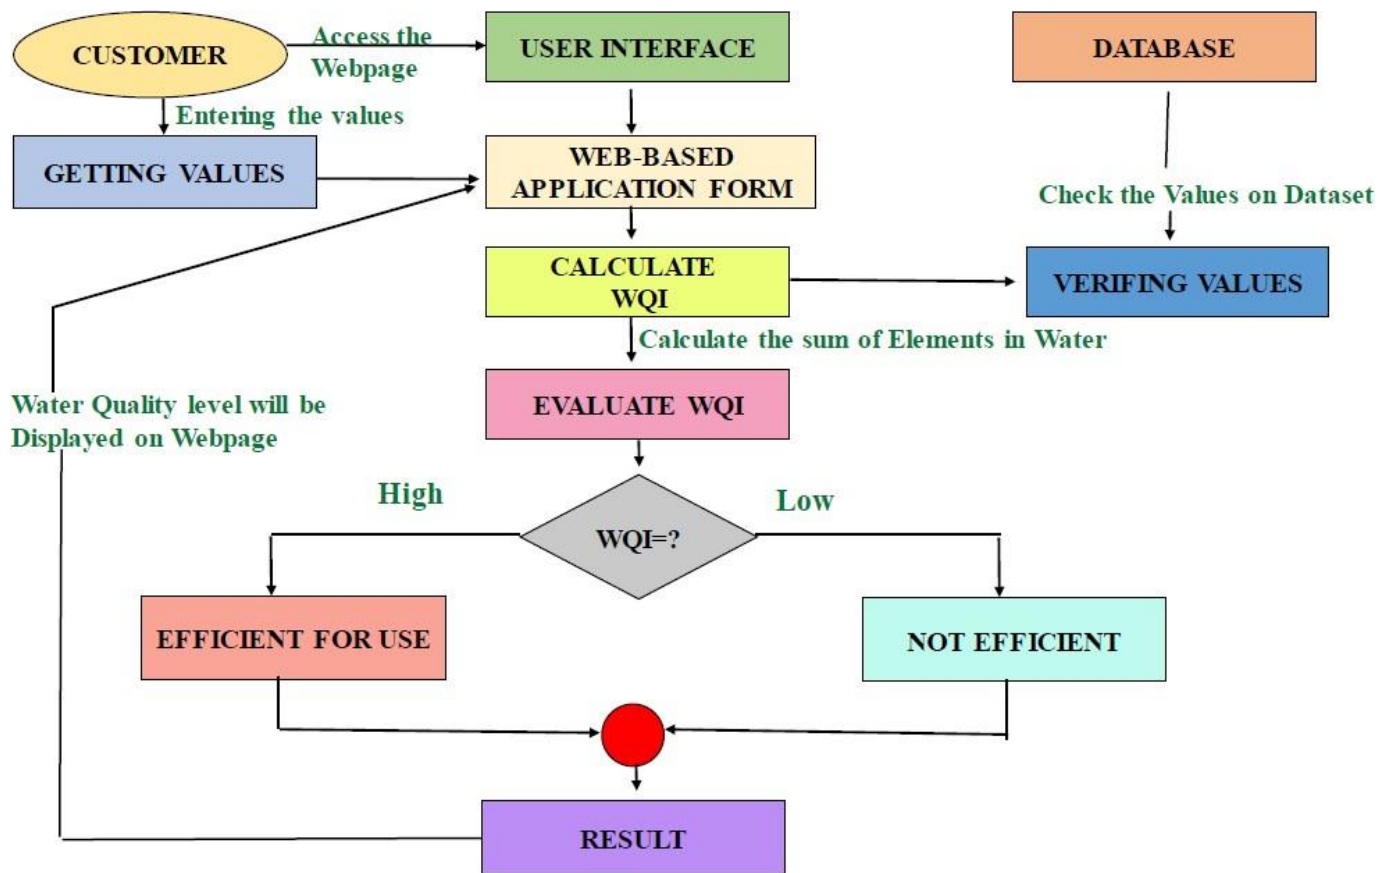 CUSTOMER
Access the
Webpage
USER INTERFACE
DATABASE
Entering the values
GETTING VALUES
WEB-BASED
APPLICATION FORM
Check the Values on Dataset
CALCULATE
WQI
VERIFING VALUES
Calculate the sum of Elements in Water
EVALUATE WQI
Water Quality level will be
Displayed on Webpage
High
Low
WQI=?
EFFICIENT FOR USE
NOT EFFICIENT
RESULT